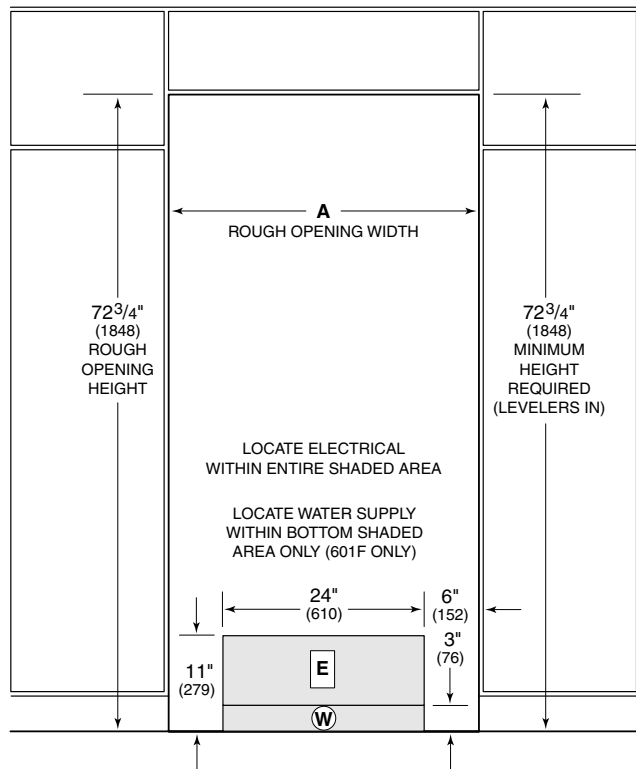 A
ROUGH OPENING WIDTH
72 3/4"
(1848)
ROUGH
OPENING
HEIGHT
72 3/4"
(1848)
MINIMUM
HEIGHT
REQUIRED
(LEVELERS IN)
LOCATE ELECTRICAL
WITHIN ENTIRE SHADED AREA
LOCATE WATER SUPPLY
WITHIN BOTTOM SHADED
AREA ONLY (601F ONLY)
24"
(610)
6"
(152)
3"
(76)
11"
(279)
E
W